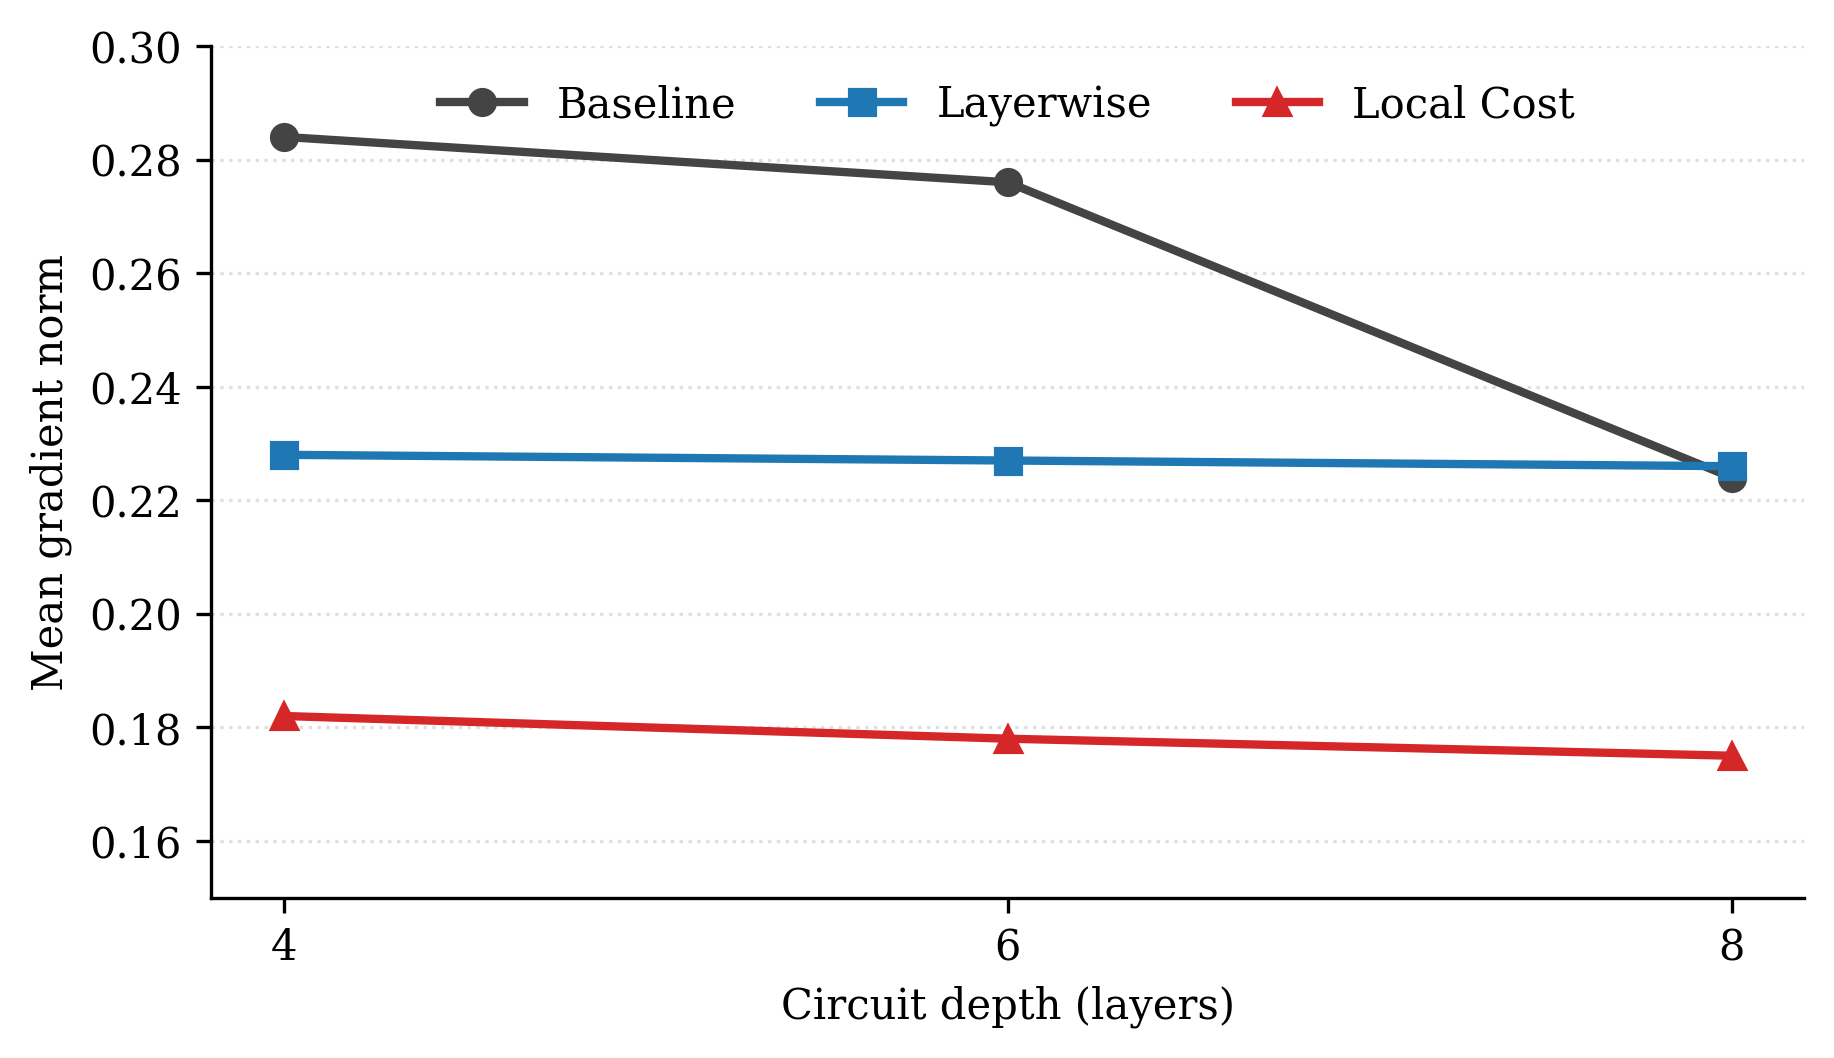 0.30
Baseline Layerwise Local Cost
0.28
0.26
0.24
0.22
0.20
0.18
0.16
Mean gradient norm
4 6 8
Circuit depth (layers)